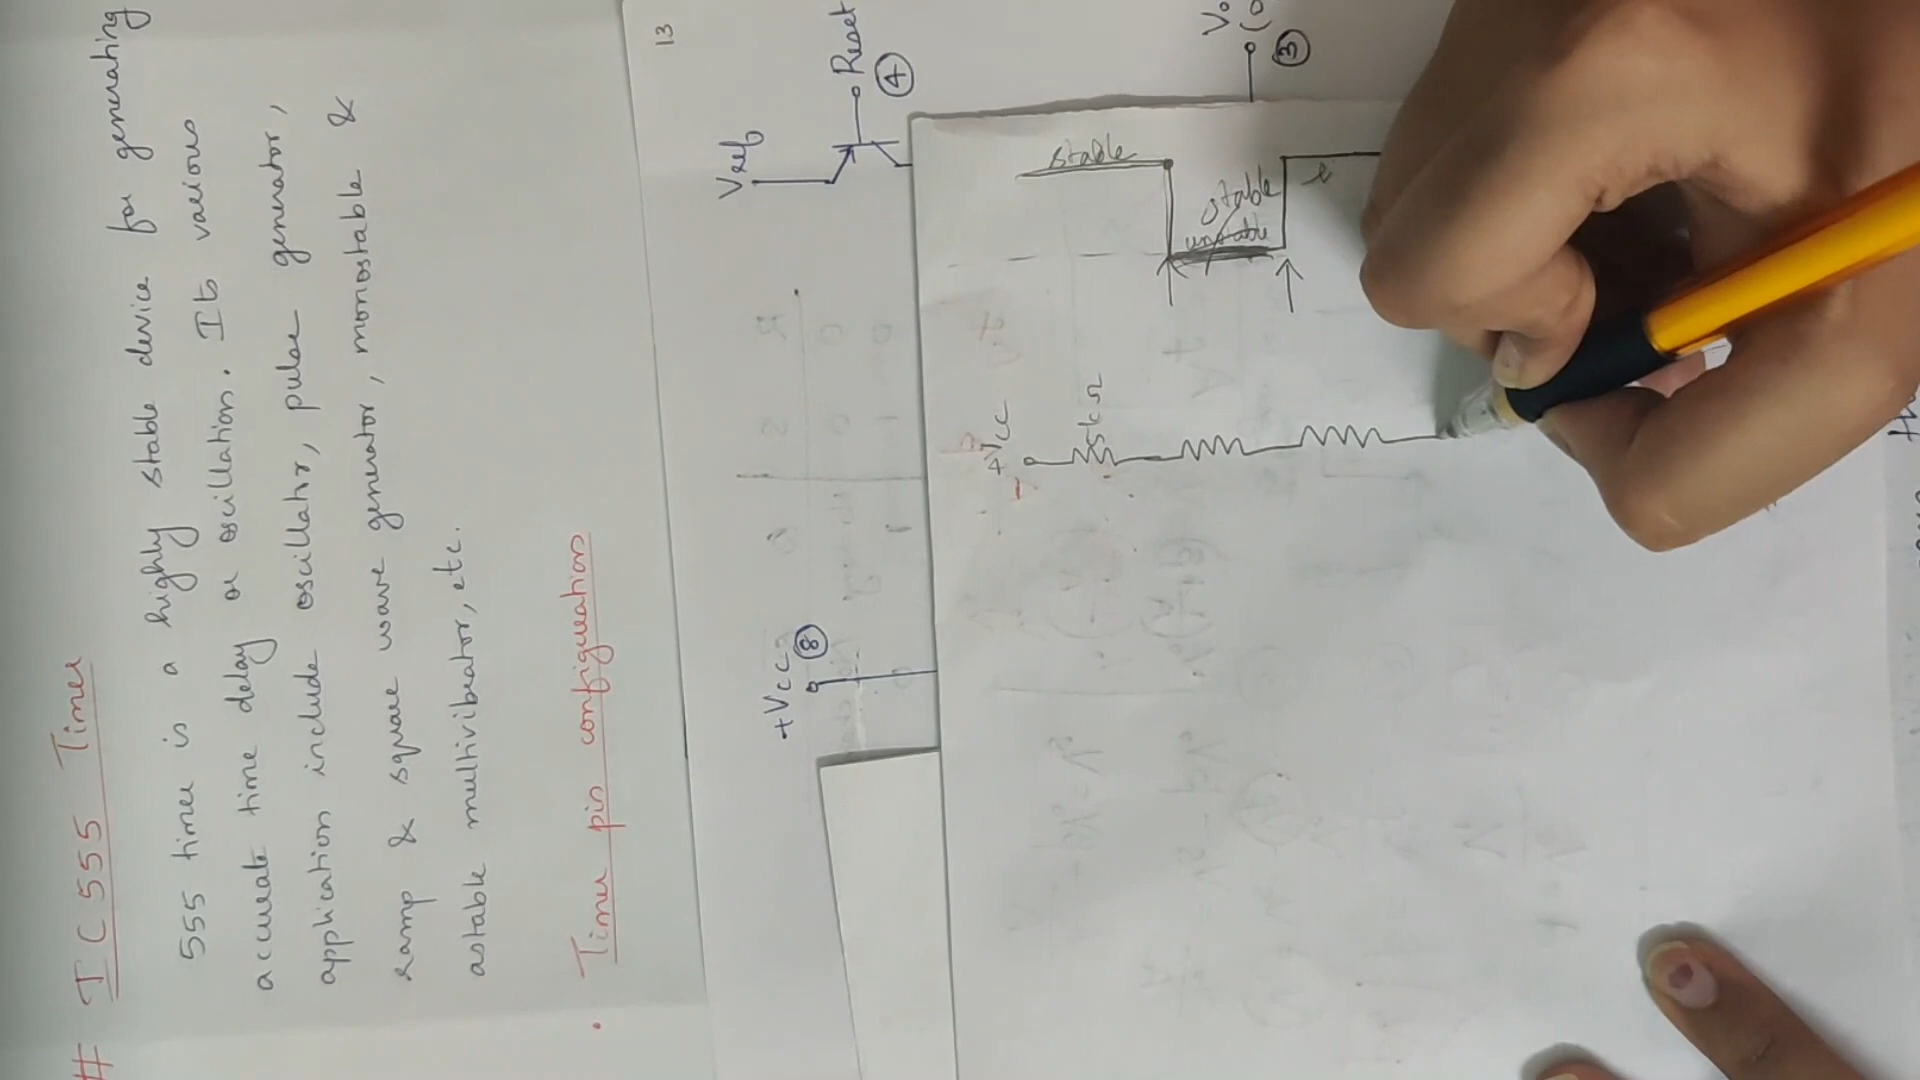 # IC 555 Timer
555 timer is a highly stable device for generating
accurate time delay or oscillation. Its various
application include oscillator, pulse generator,
ramp & square wave generator, monostable &
astable multivibrator, etc.
• Timer pin configuration
13
+Vcc
8
Vref
Reset
4
3
stable
stable
unstable
+Vcc
5kΩ